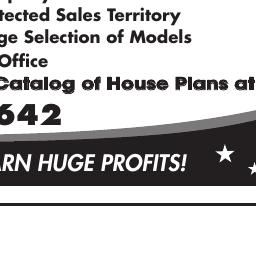 tected Sales Territory
ge Selection of Models
Office
Catalog of House Plans at
642
ARN HUGE PROFITS!